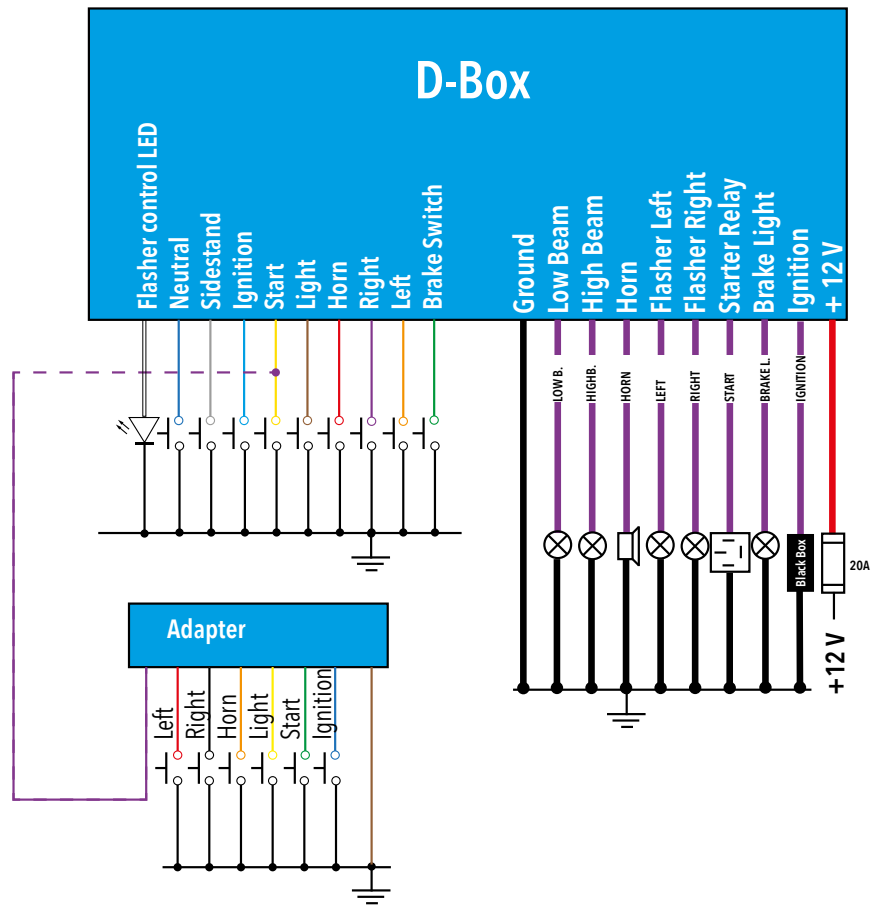 D-Box
Flasher control LED
Neutral
Sidestand
Ignition
Start
Light
Horn
Right
Left
Brake Switch
Ground
Low Beam
High Beam
Horn
Flasher Left
Flasher Right
Starter Relay
Brake Light
Ignition
+ 12 V
LOW B.
HIGHB.
HORN
LEFT
RIGHT
START
BRAKE L.
IGNITION
Black Box
20A
+12 V
Adapter
Left
Right
Horn
Light
Start
Ignition